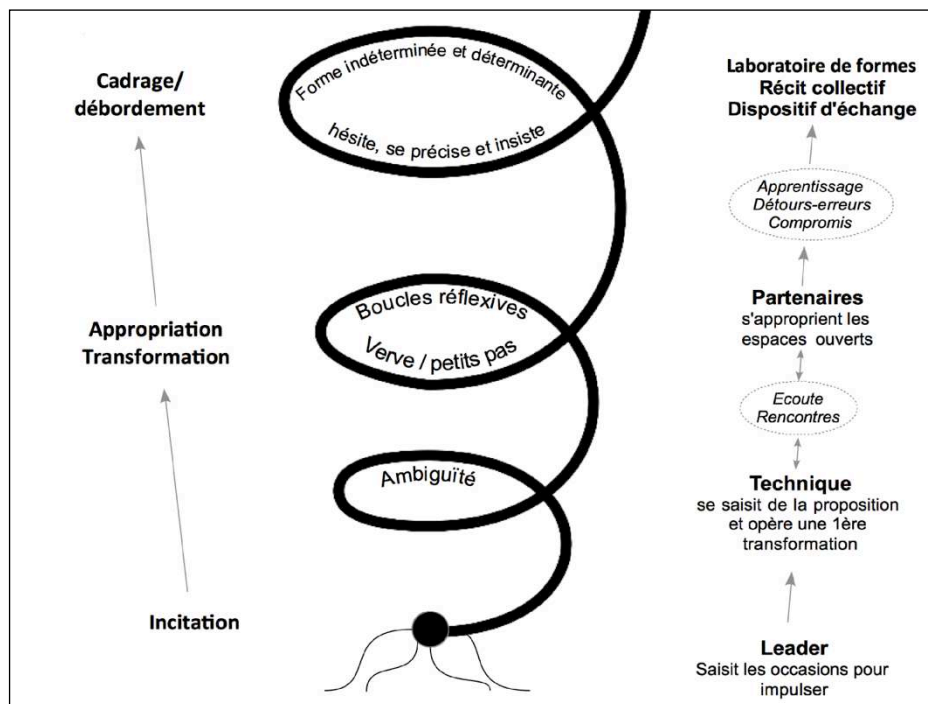 Cadrage/
débordement
Appropriation
Transformation
Incitation
Forme indéterminée et déterminante
hésite, se précise et insiste
Boucles réflexives
Verve / petits pas
Ambiguïté
Laboratoire de formes
Récit collectif
Dispositif d'échange
Apprentissage
Détours-erreurs
Compromis
Partenaires
s'approprient les
espaces ouverts
Ecoute
Rencontres
Technique
se saisit de la proposition
et opère une 1ère
transformation
Leader
Saisit les occasions pour
impulser